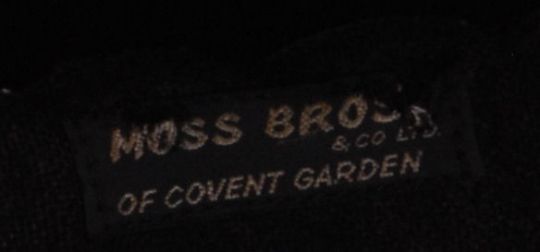 MOSS BROS.
& CO LTD.
OF COVENT GARDEN